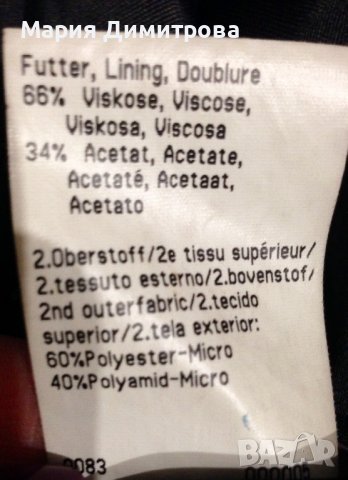 Мария Димитрова
Futter, Lining, Doublure
66% Viskose, Viscose,
Viskosa, Viscosa
34% Acetat, Acetate,
Acetaté, Acetaat,
Acetato
2.Oberstoff/2e tissu supérieur/
2.tessuto esterno/2.bovenstof/
2nd outerfabric/2.tecido
superior/2.tela exterior:
60%Polyester-Micro
40%Polyamid-Micro
0083
BAZAR